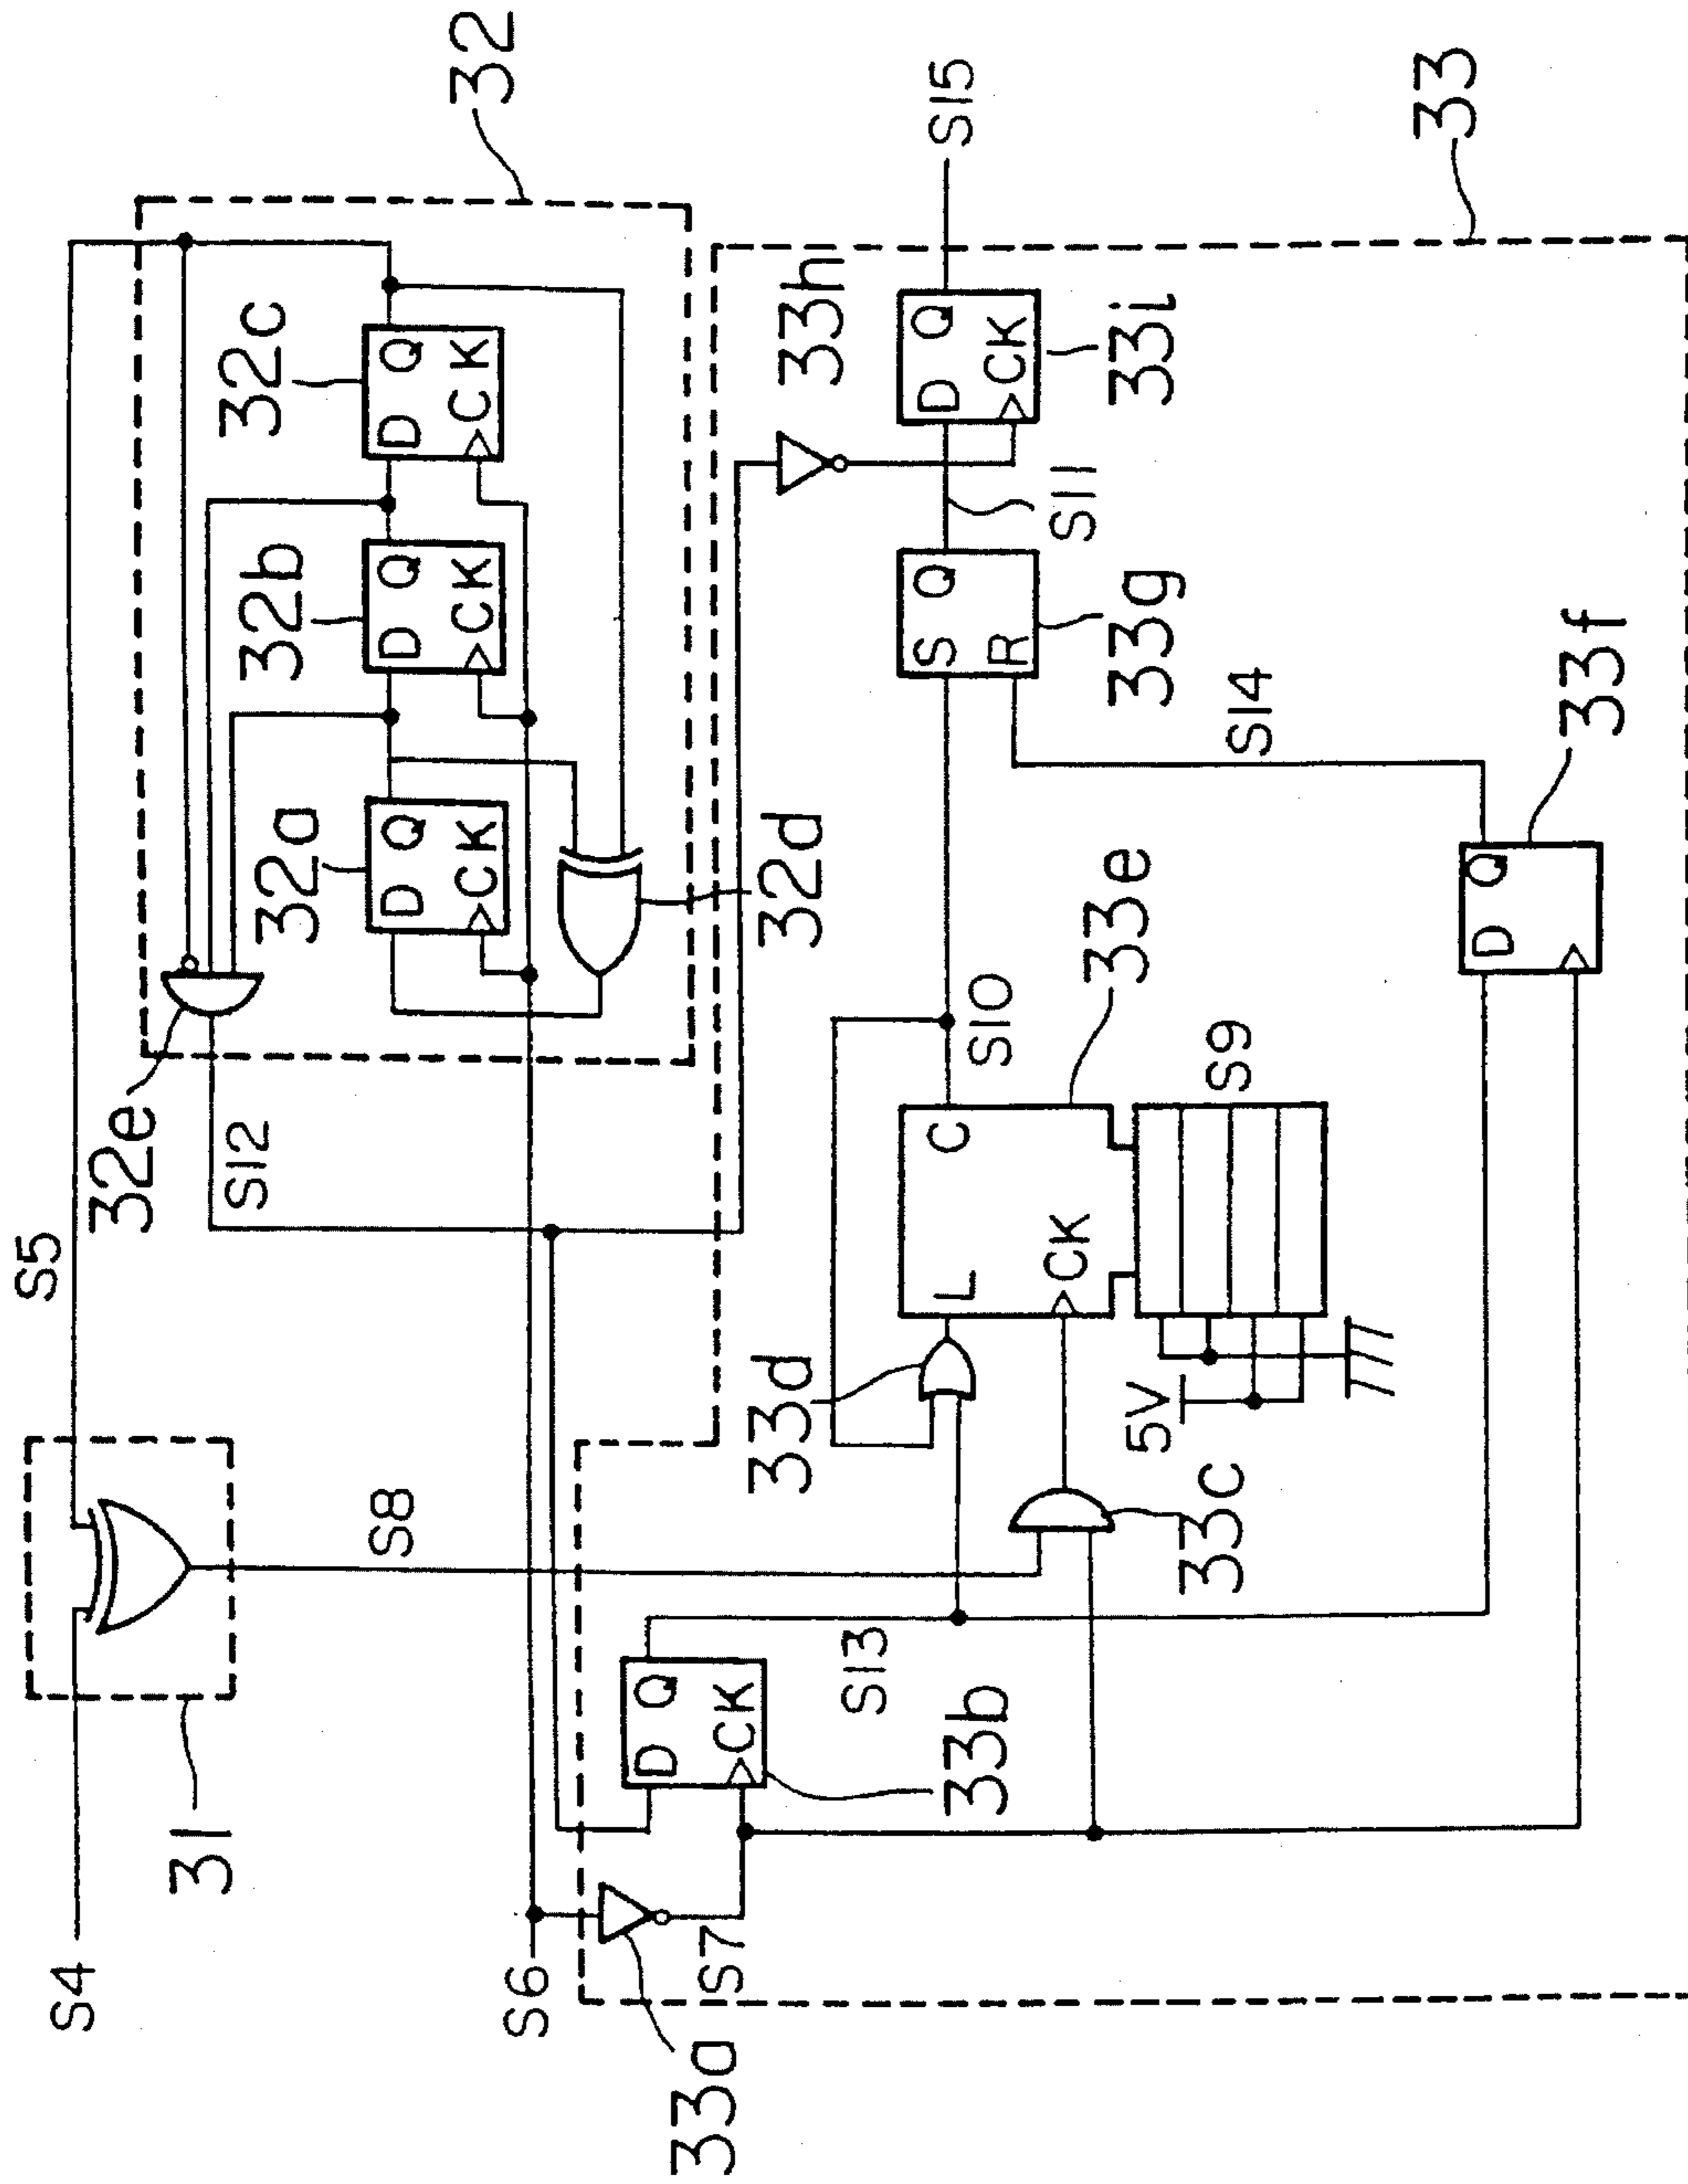 S4
S5
31
S8
32
32e
S12
32a
D Q
CK
32b
D Q
CK
32c
D Q
CK
32d
S6
33a
S7
33b
D Q
CK
S13
33c
33d
L C
CK
33e
S10
5V
S9
33f
D Q
S14
33g
S Q
R
S11
33h
33i
D Q
CK
S15
33